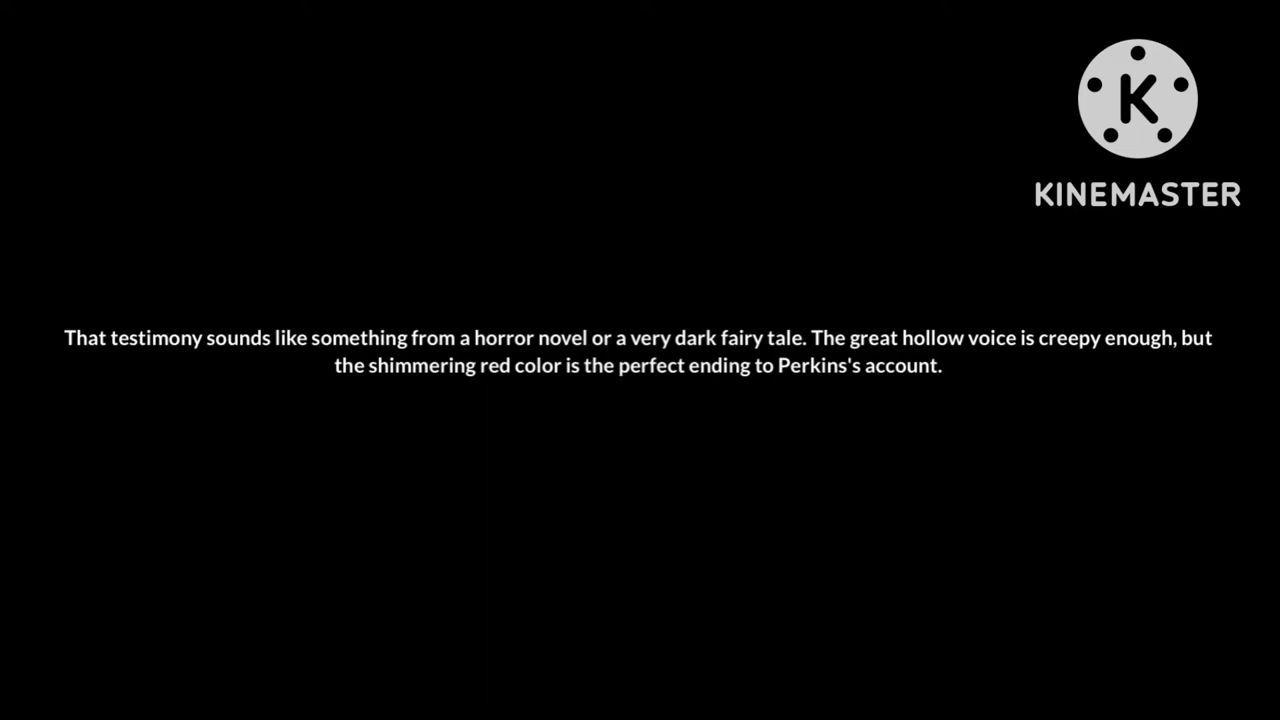 K
KINEMASTER
That testimony sounds like something from a horror novel or a very dark fairy tale. The great hollow voice is creepy enough, but
the shimmering red color is the perfect ending to Perkins's account.